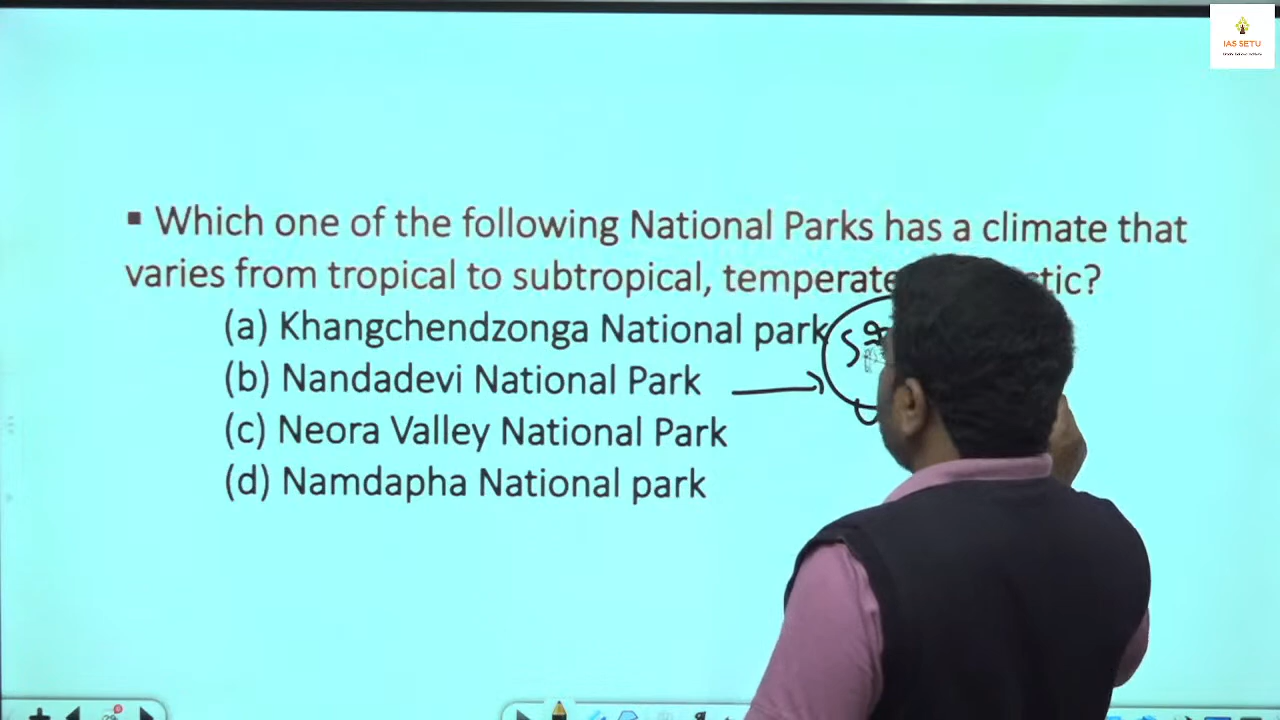 IAS SETU
▪ Which one of the following National Parks has a climate that
varies from tropical to subtropical, temperate tic?
(a) Khangchendzonga National park
(b) Nandadevi National Park
(c) Neora Valley National Park
(d) Namdapha National park